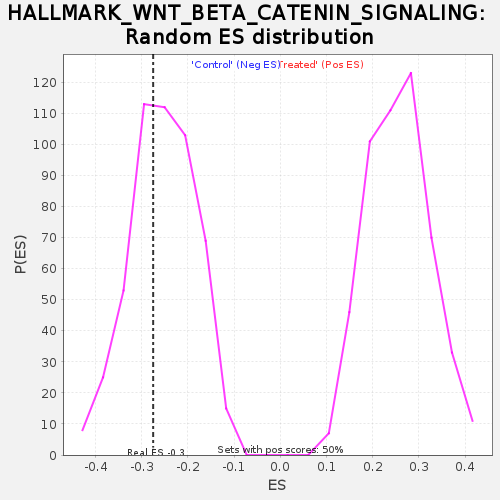 HALLMARK_WNT_BETA_CATENIN_SIGNALING:
Random ES distribution
'Control' (Neg ES)
Treated' (Pos ES)
120
110
100
90
80
70
60
50
40
30
20
10
0
P(ES)
Real ES -0.3
Sets with pos scores: 50%
-0.4 -0.3 -0.2 -0.1 0.0 0.1 0.2 0.3 0.4
ES